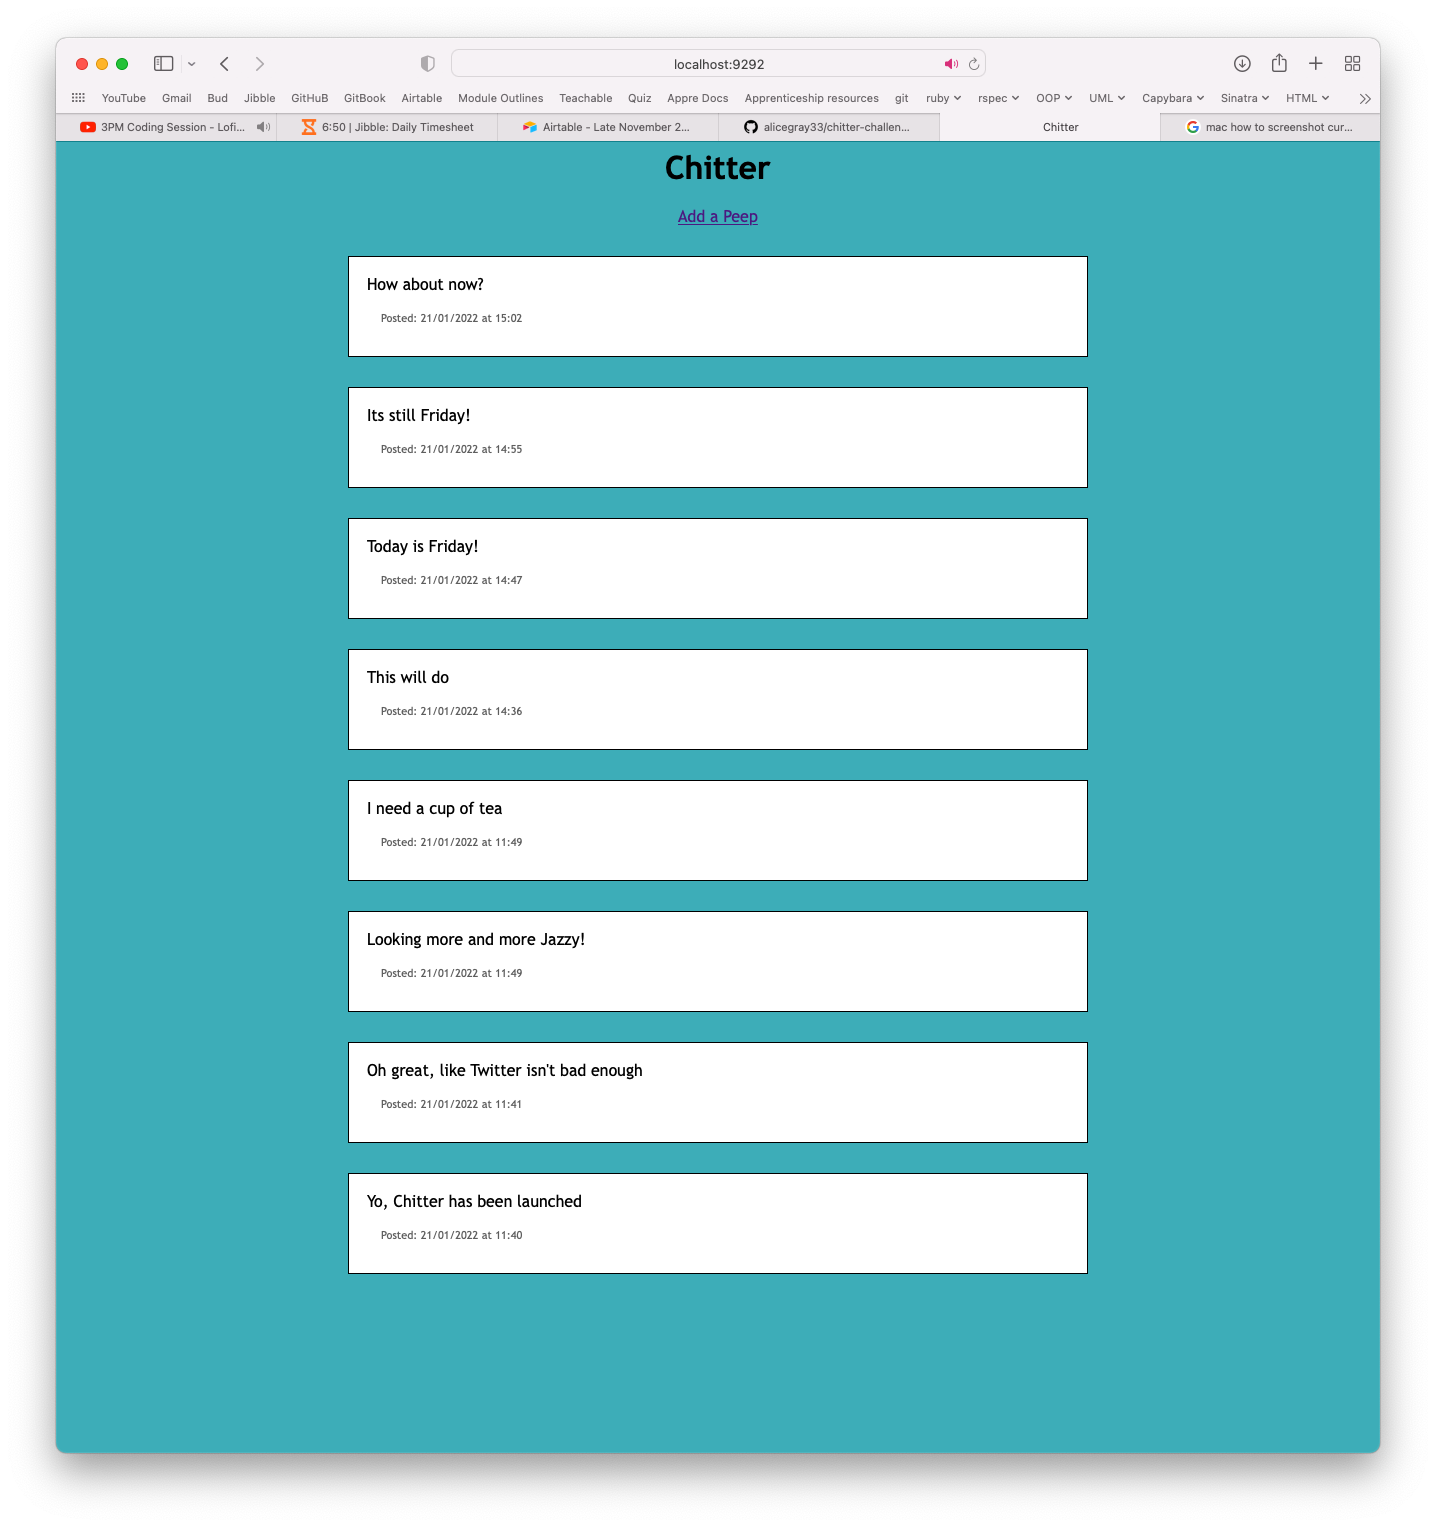 localhost:9292
YouTube Gmail Bud Jibble GitHuB GitBook Airtable Module Outlines Teachable Quiz Appre Docs Apprenticeship resources git ruby rspec OOP UML Capybara Sinatra HTML
3PM Coding Session - Lofi... 6:50 | Jibble: Daily Timesheet Airtable - Late November 2... alicegray33/chitter-challen... Chitter mac how to screenshot cur...
Chitter
Add a Peep
How about now?
Posted: 21/01/2022 at 15:02
Its still Friday!
Posted: 21/01/2022 at 14:55
Today is Friday!
Posted: 21/01/2022 at 14:47
This will do
Posted: 21/01/2022 at 14:36
I need a cup of tea
Posted: 21/01/2022 at 11:49
Looking more and more Jazzy!
Posted: 21/01/2022 at 11:49
Oh great, like Twitter isn't bad enough
Posted: 21/01/2022 at 11:41
Yo, Chitter has been launched
Posted: 21/01/2022 at 11:40